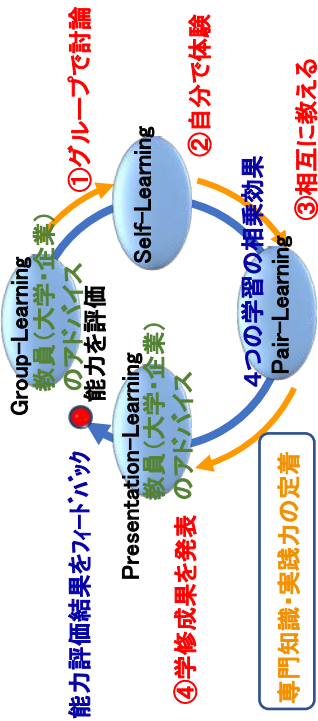 Group-Learning
教員（大学・企業）
のアドバイス
①グループで討論
Self-Learning
②自分で体験
③相互に教える
Pair-Learning
4つの学習の相乗効果
能力を評価
Presentation-Learning
教員（大学・企業）
のアドバイス
④学修成果を発表
能力評価結果をフィードバック
専門知識・実践力の定着